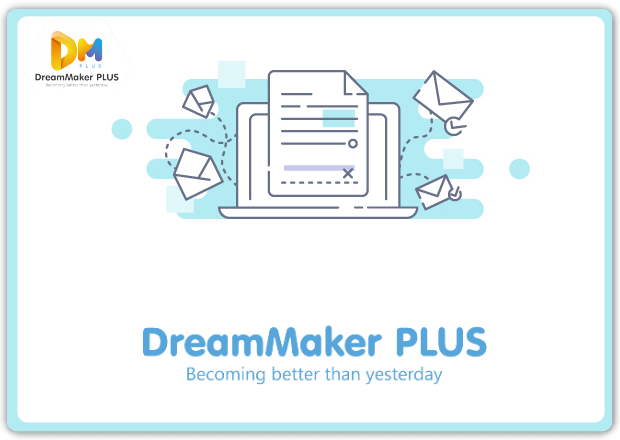 DM
PLUS
DreamMaker PLUS
Becoming better than yesterday
DreamMaker PLUS
Becoming better than yesterday